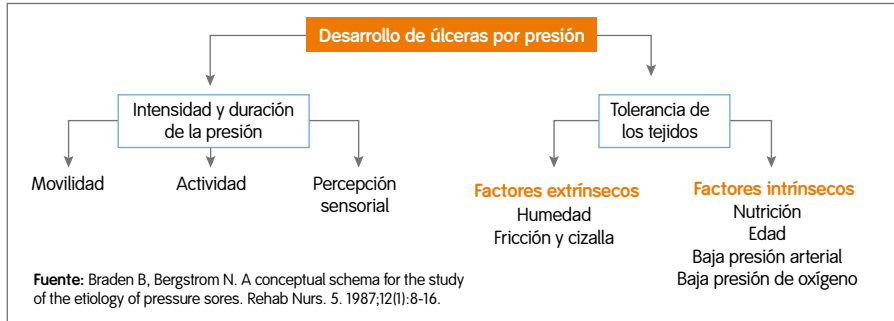 Desarrollo de úlceras por presión
Intensidad y duración
de la presión
Tolerancia de
los tejidos
Movilidad
Actividad
Percepción
sensorial
Factores extrínsecos
Humedad
Fricción y cizalla
Factores intrínsecos
Nutrición
Edad
Baja presión arterial
Baja presión de oxígeno
Fuente: Braden B, Bergstrom N. A conceptual schema for the study
of the etiology of pressure sores. Rehab Nurs. 5. 1987;12(1):8-16.